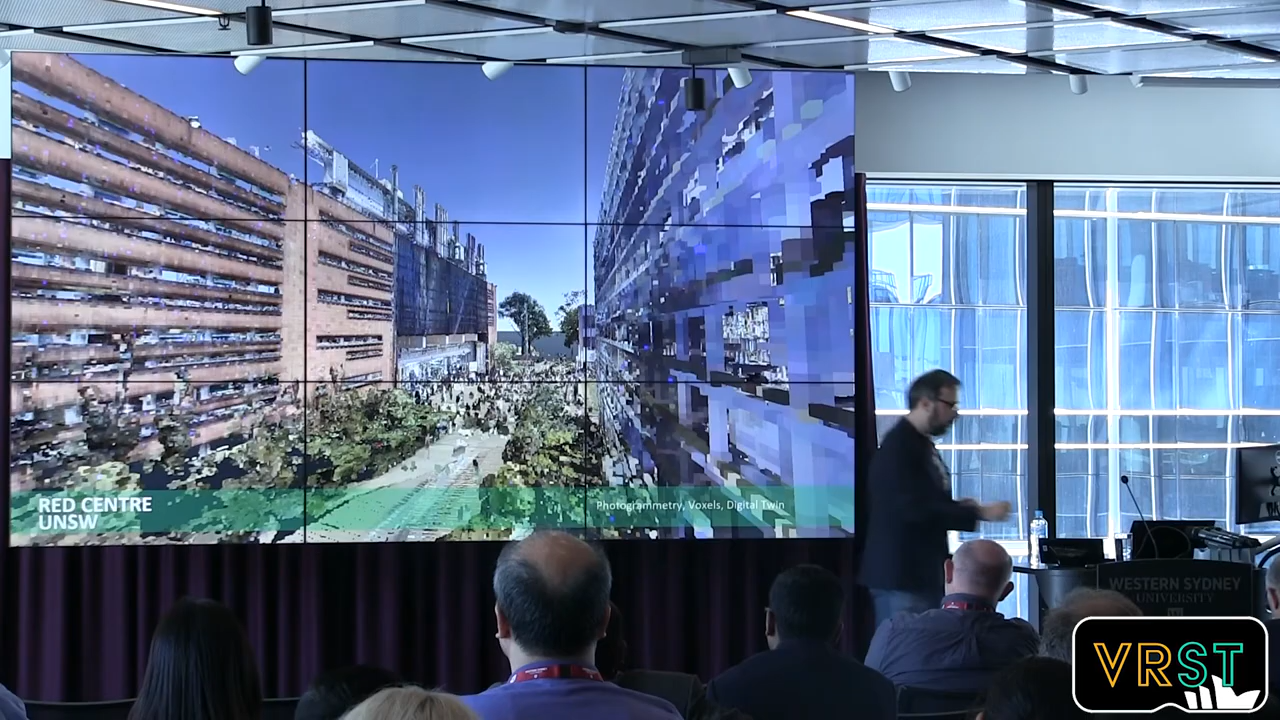 RED CENTRE
UNSW
Photogrammetry, Voxels, Digital Twin
WESTERN SYDNEY
UNIVERSITY
VRST